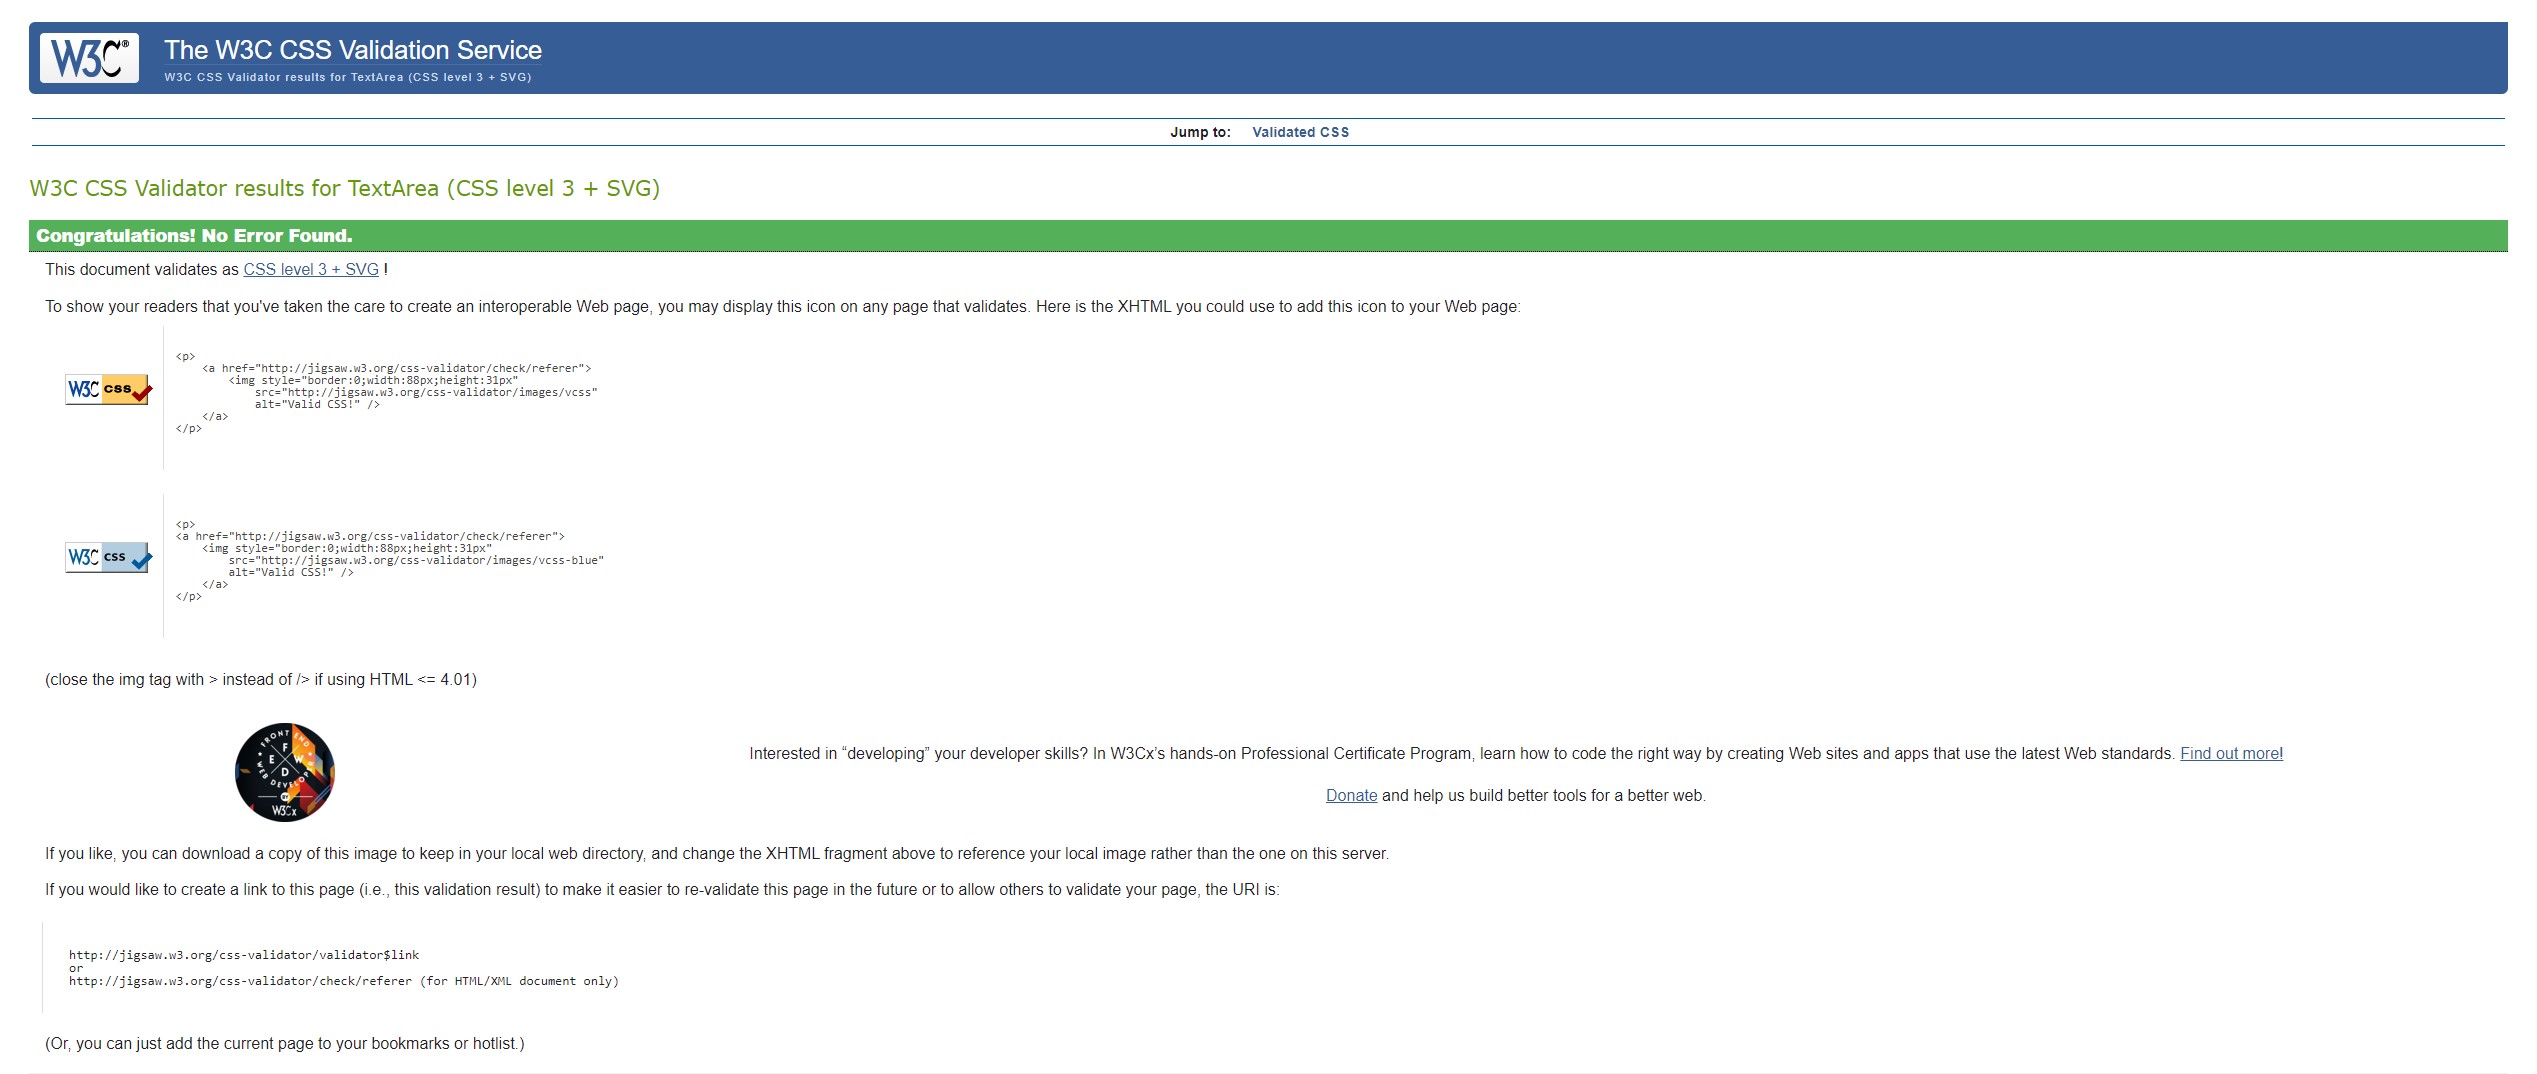 W3C®
The W3C CSS Validation Service
W3C CSS Validator results for TextArea (CSS level 3 + SVG)
Jump to: Validated CSS
W3C CSS Validator results for TextArea (CSS level 3 + SVG)
Congratulations! No Error Found.
This document validates as CSS level 3 + SVG !
To show your readers that you've taken the care to create an interoperable Web page, you may display this icon on any page that validates. Here is the XHTML you could use to add this icon to your Web page:
W3C css
<p>
<a href="http://jigsaw.w3.org/css-validator/check/referer">
<img style="border:0;width:88px;height:31px"
src="http://jigsaw.w3.org/css-validator/images/vcss"
alt="Valid CSS!" />
</a>
</p>
W3C css
<p>
<a href="http://jigsaw.w3.org/css-validator/check/referer">
<img style="border:0;width:88px;height:31px"
src="http://jigsaw.w3.org/css-validator/images/vcss-blue"
alt="Valid CSS!" />
</a>
</p>
(close the img tag with > instead of /> if using HTML <= 4.01)
FRONT END
F E W D
WEB DEVELOPER
W3Cx
Interested in “developing” your developer skills? In W3Cx’s hands-on Professional Certificate Program, learn how to code the right way by creating Web sites and apps that use the latest Web standards. Find out more!
Donate and help us build better tools for a better web.
If you like, you can download a copy of this image to keep in your local web directory, and change the XHTML fragment above to reference your local image rather than the one on this server.
If you would like to create a link to this page (i.e., this validation result) to make it easier to re-validate this page in the future or to allow others to validate your page, the URI is:
http://jigsaw.w3.org/css-validator/validator$link
or
http://jigsaw.w3.org/css-validator/check/referer (for HTML/XML document only)
(Or, you can just add the current page to your bookmarks or hotlist.)